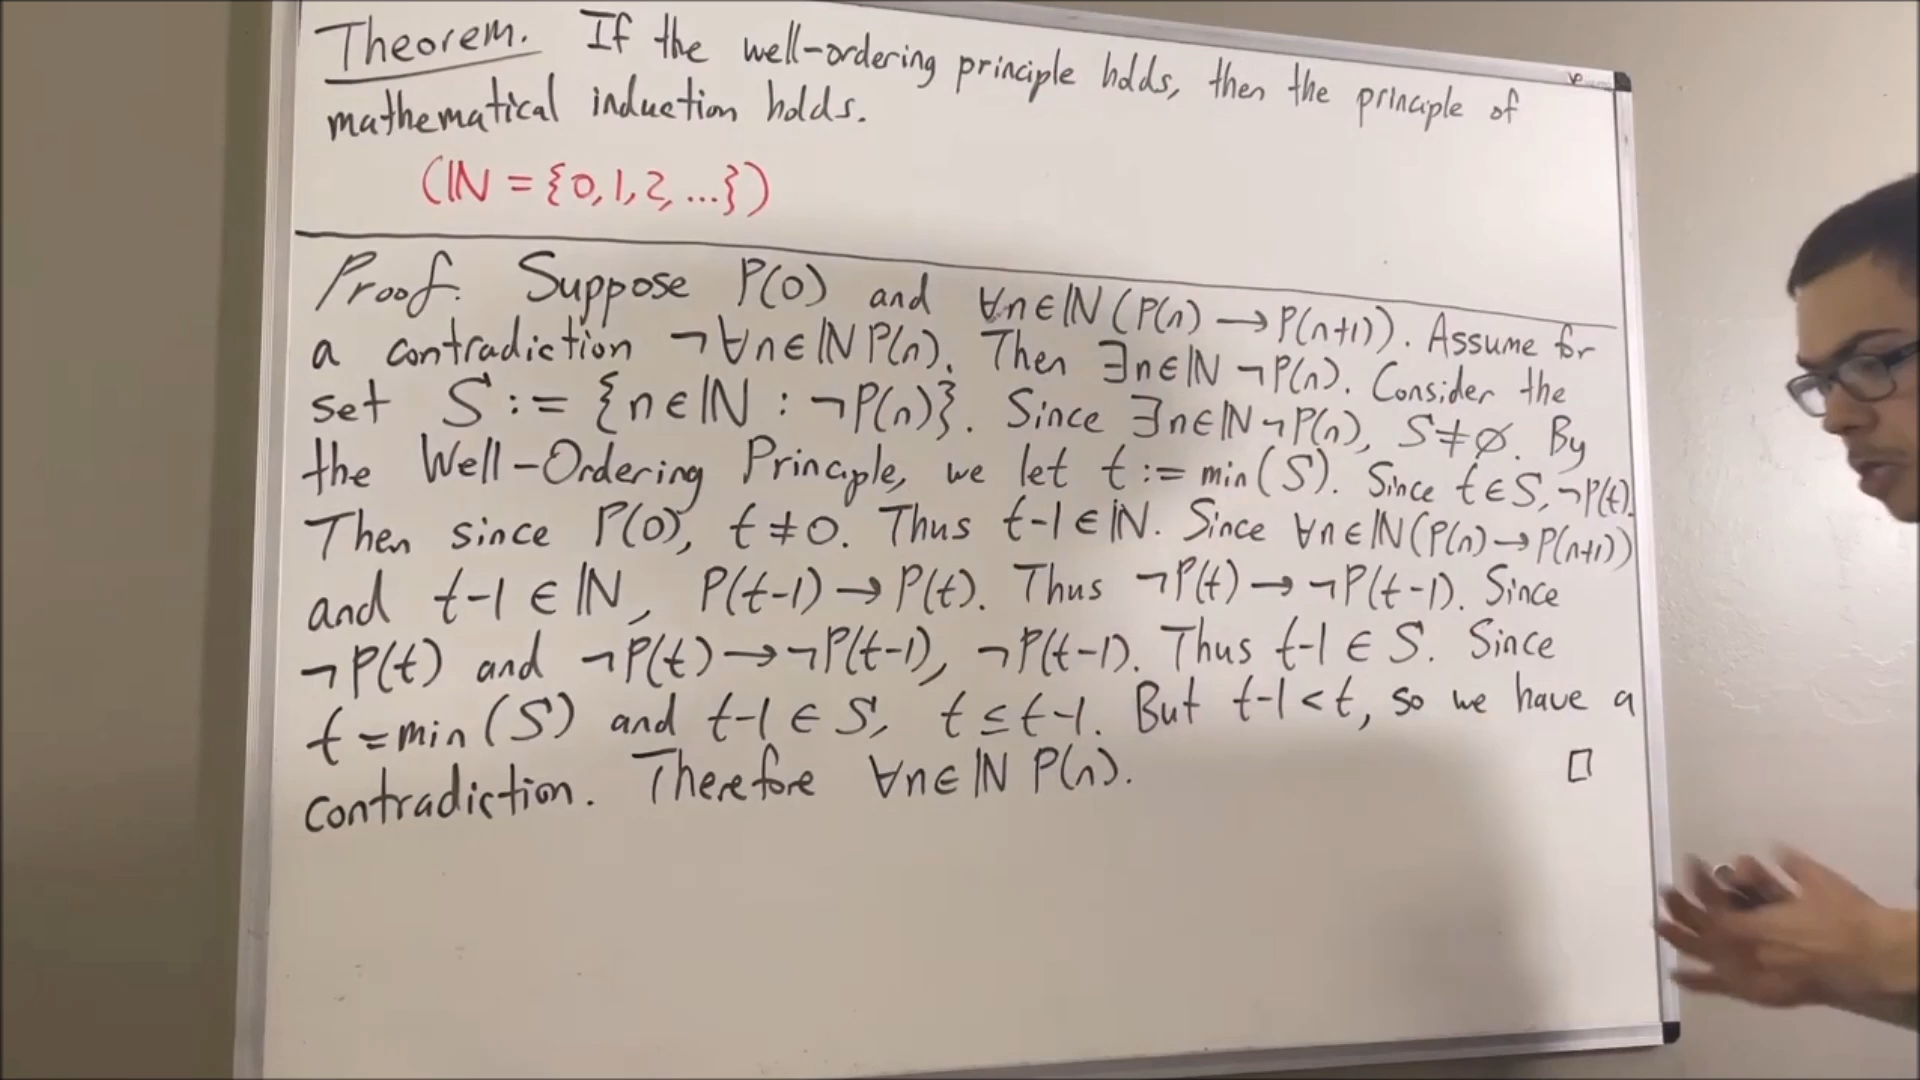 Theorem. If the well-ordering principle holds, then the principle of
mathematical induction holds.
(ℕ = {0,1,2,...})
Proof. Suppose P(0) and ∀n∈ℕ(P(n)→P(n+1)). Assume for
a contradiction ¬∀n∈ℕ P(n). Then ∃n∈ℕ ¬P(n). Consider the
set S := {n∈ℕ : ¬P(n)}. Since ∃n∈ℕ ¬P(n), S≠∅. By
the Well-Ordering Principle, we let t := min(S). Since t∈S, ¬P(t).
Then since P(0), t≠0. Thus t-1∈ℕ. Since ∀n∈ℕ(P(n)→P(n+1))
and t-1∈ℕ, P(t-1)→P(t). Thus ¬P(t)→¬P(t-1). Since
¬P(t) and ¬P(t)→¬P(t-1), ¬P(t-1). Thus t-1∈S. Since
t=min(S) and t-1∈S, t≤t-1. But t-1<t, so we have a
contradiction. Therefore ∀n∈ℕ P(n). □